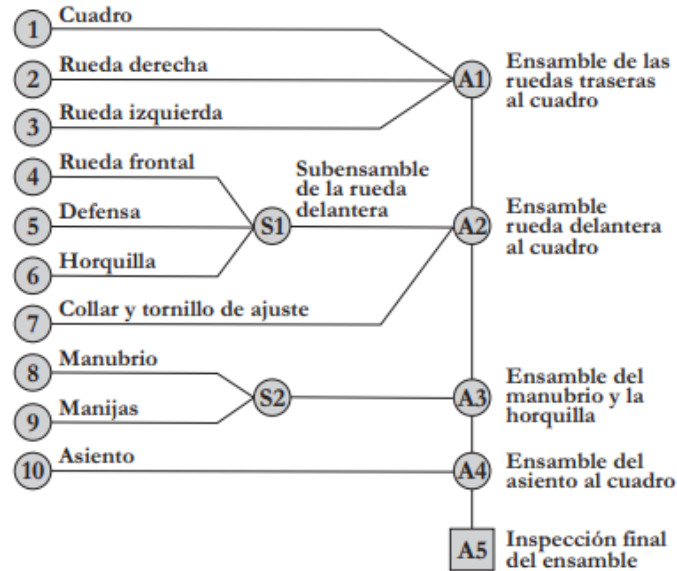 1 Cuadro
2 Rueda derecha
3 Rueda izquierda
A1
Ensamble de las
ruedas traseras
al cuadro
4 Rueda frontal
5 Defensa
6 Horquilla
S1
Subensamble
de la rueda
delantera
7 Collar y tornillo de ajuste
A2
Ensamble
rueda delantera
al cuadro
8 Manubrio
9 Manijas
S2
A3
Ensamble del
manubrio y la
horquilla
10 Asiento
A4
Ensamble del
asiento al cuadro
A5
Inspección final
del ensamble